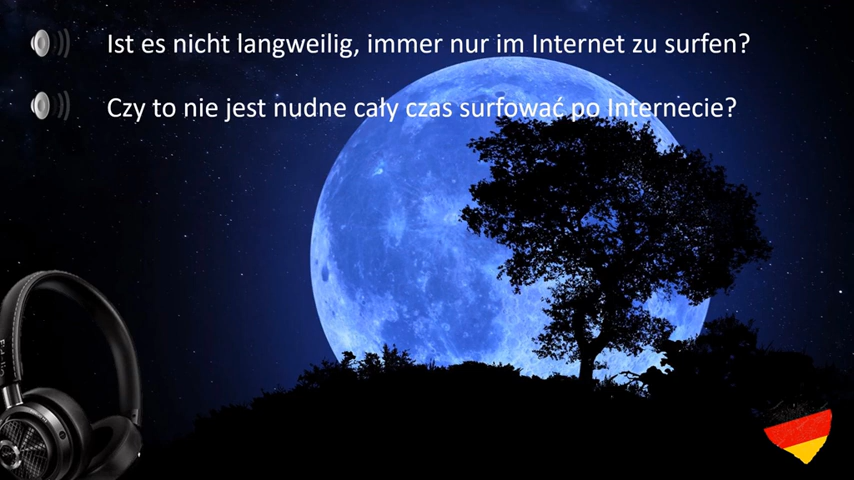 Ist es nicht langweilig, immer nur im Internet zu surfen?
Czy to nie jest nudne cały czas surfować po Internecie?